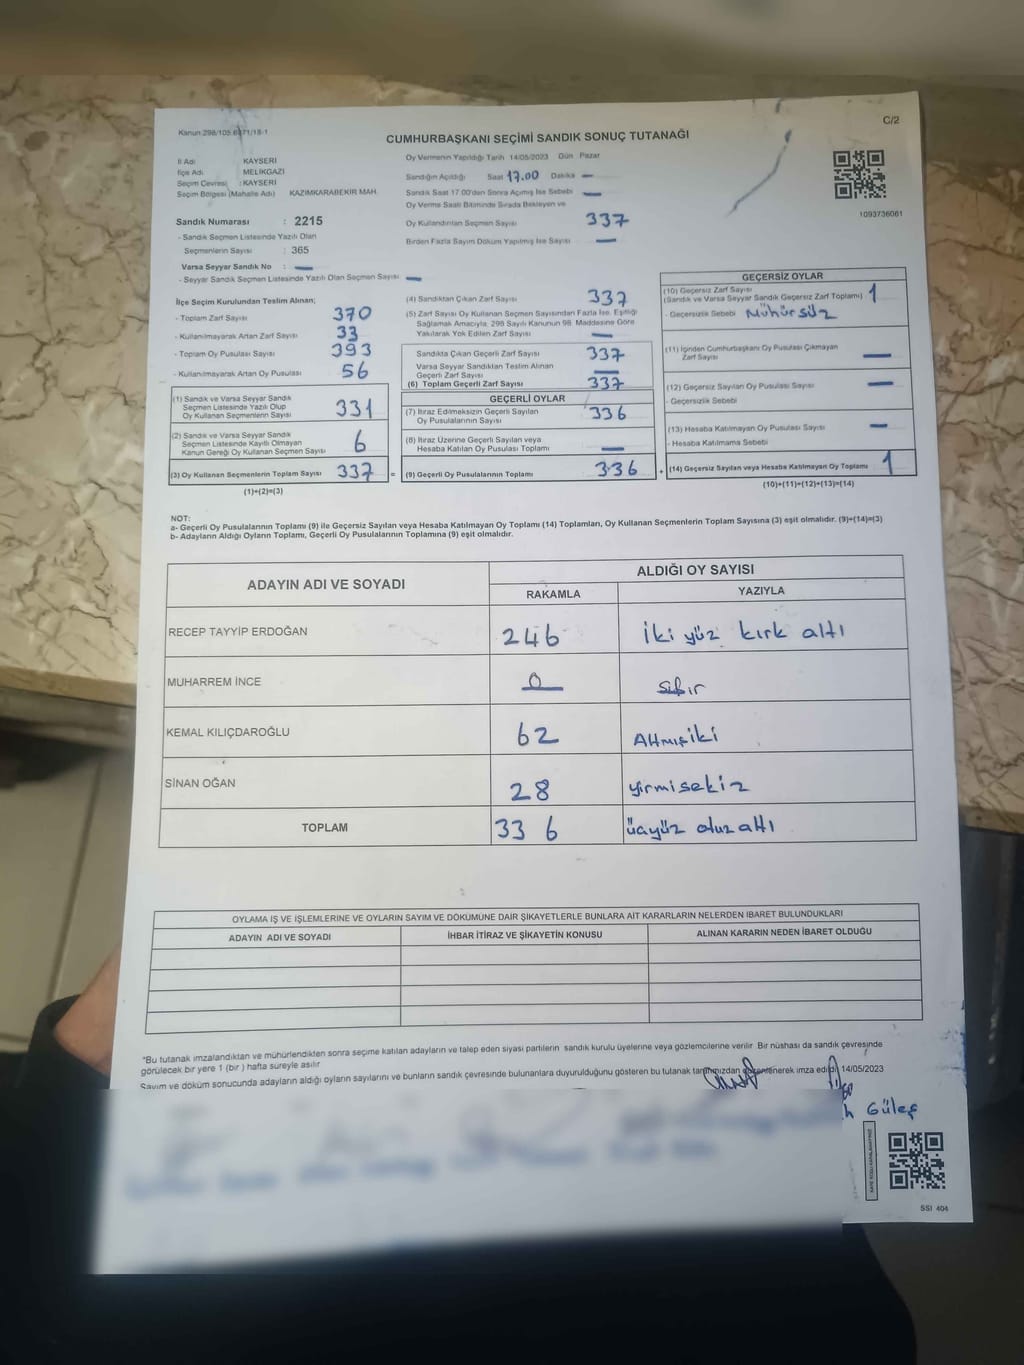 Kanun 298/105 6271/18-1
C/2
CUMHURBAŞKANI SEÇİMİ SANDIK SONUÇ TUTANAĞI
İl Adı KAYSERİ
İlçe Adı MELİKGAZİ
Seçim Çevresi : KAYSERİ
Seçim Bölgesi (Mahalle Adı) KAZIMKARABEKİR MAH.
Sandık Numarası : 2215
- Sandık Seçmen Listesinde Yazılı Olan
Seçmenlerin Sayısı : 365
Varsa Seyyar Sandık No : —
- Seyyar Sandık Seçmen Listesinde Yazılı Olan Seçmen Sayısı —
Oy Vermenin Yapıldığı Tarih 14/05/2023 Gün Pazar
Sandığın Açıldığı Saat 17.00 Dakika —
Sandık Saat 17.00'dan Sonra Açımış İse Sebebi —
Oy Verme Saati Bitiminde Sırada Bekleyen ve
Oy Kullandırılan Seçmen Sayısı 337
Birden Fazla Sayım Döküm Yapılmış İse Sayısı —
1093736061
İlçe Seçim Kurulundan Teslim Alınan;
- Toplam Zarf Sayısı 370
- Kullanılmayarak Artan Zarf Sayısı 33
- Toplam Oy Pusulası Sayısı 393
- Kullanılmayarak Artan Oy Pusulası 56
(1) Sandık ve Varsa Seyyar Sandık
Seçmen Listesinde Yazılı Olup
Oy Kullanan Seçmenlerin Sayısı 331
(2) Sandık ve Varsa Seyyar Sandık
Seçmen Listesinde Kayıtlı Olmayan
Kanun Gereği Oy Kullanan Seçmen Sayısı 6
(3) Oy Kullanan Seçmenlerin Toplam Sayısı 337 =
(1)+(2)=(3)
(4) Sandıktan Çıkan Zarf Sayısı 337
(5) Zarf Sayısı Oy Kullanan Seçmen Sayısından Fazla İse, Eşitliği
Sağlamak Amacıyla, 298 Sayılı Kanunun 98. Maddesine Göre
Yakılarak Yok Edilen Zarf Sayısı —
Sandıkta Çıkan Geçerli Zarf Sayısı 337
Varsa Seyyar Sandıktan Teslim Alınan
Geçerli Zarf Sayısı —
(6) Toplam Geçerli Zarf Sayısı 337
GEÇERLİ OYLAR
(7) İtiraz Edilmeksizin Geçerli Sayılan
Oy Pusulalarının Sayısı 336
(8) İtiraz Üzerine Geçerli Sayılan veya
Hesaba Katılan Oy Pusulası Toplamı —
(9) Geçerli Oy Pusulalarının Toplamı 336 +
GEÇERSİZ OYLAR
(10) Geçersiz Zarf Sayısı
(Sandık ve Varsa Seyyar Sandık Geçersiz Zarf Toplamı) 1
- Geçersizlik Sebebi Mühürsüz
(11) İçinden Cumhurbaşkanı Oy Pusulası Çıkmayan
Zarf Sayısı —
(12) Geçersiz Sayılan Oy Pusulası Sayısı —
- Geçersizlik Sebebi
(13) Hesaba Katılmayan Oy Pusulası Sayısı —
- Hesaba Katılmama Sebebi
(14) Geçersiz Sayılan veya Hesaba Katılmayan Oy Toplamı 1
(10)+(11)+(12)+(13)=(14)
NOT:
a- Geçerli Oy Pusulalarının Toplamı (9) ile Geçersiz Sayılan veya Hesaba Katılmayan Oy Toplamı (14) Toplamları, Oy Kullanan Seçmenlerin Toplam Sayısına (3) eşit olmalıdır. (9)+(14)=(3)
b- Adayların Aldığı Oyların Toplamı, Geçerli Oy Pusulalarının Toplamına (9) eşit olmalıdır.
ADAYIN ADI VE SOYADI
ALDIĞI OY SAYISI
RAKAMLA YAZIYLA
RECEP TAYYİP ERDOĞAN 246 İki yüz kırk altı
MUHARREM İNCE 0 sıfır
KEMAL KILIÇDAROĞLU 62 Altmışiki
SİNAN OĞAN 28 yirmisekiz
TOPLAM 336 üçyüz otuz altı
OYLAMA İŞ VE İŞLEMLERİNE VE OYLARIN SAYIM VE DÖKÜMÜNE DAİR ŞİKAYETLERLE BUNLARA AİT KARARLARIN NELERDEN İBARET BULUNDUKLARI
ADAYIN ADI VE SOYADI İHBAR İTİRAZ VE ŞİKAYETİN KONUSU ALINAN KARARIN NEDEN İBARET OLDUĞU
*Bu tutanak imzalandıktan ve mühürlendikten sonra seçime katılan adayların ve talep eden siyasi partilerin sandık kurulu üyelerine veya gözlemcilerine verilir. Bir nüshası da sandık çevresinde
görülecek bir yere 1 (bir) hafta süreyle asılır.
Sayım ve döküm sonucunda adayların aldığı oyların sayılarını ve bunların sandık çevresinde bulunanlara duyurulduğunu gösteren bu tutanak tarafımızdan düzenlenerek imza edildi. 14/05/2023
Güleç
SSI 404